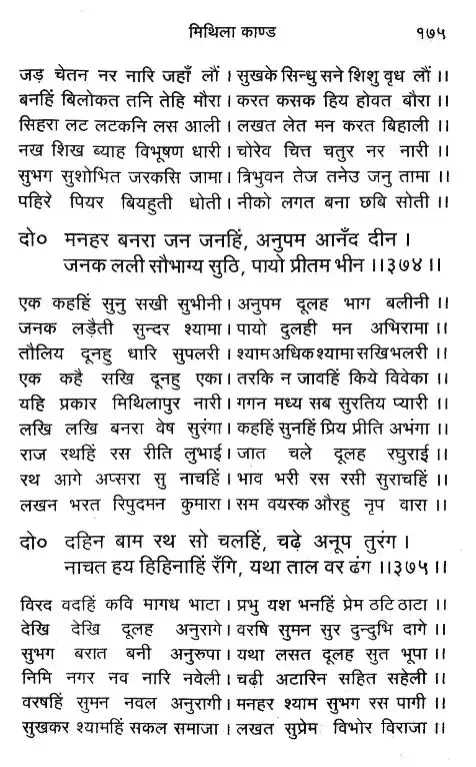 मिथिला काण्ड १७५
जड़ चेतन नर नारि जहाँ लौं । सुखके सिन्धु सने शिशु वृध लौं ।।
बनहिं बिलोकत तनि तेहि मौरा । करत कसक हिय होवत बौरा ।।
सिहरा लट लटकनि लस आली । लखत लेत मन करत बिहाली ।।
नख शिख ब्याह विभूषण धारी । चोरेव चित्त चतुर नर नारी ।।
सुभग सुशोभित जरकसि जामा । त्रिभुवन तेज तनेउ जनु तामा ।।
पहिरे पियर बियहुती धोती । नीको लगत बना छबि सोती ।।
दो० मनहर बनरा जन जनहिं, अनुपम आनँद दीन ।
जनक लली सौभाग्य सुठि, पायो प्रीतम भीन ।।३७४।।
एक कहहिं सुनु सखी सुभीनी । अनुपम दूलह भाग बलीनी ।।
जनक लड़ैती सुन्दर श्यामा । पायो दुलही मन अभिरामा ।।
तौलिय दूनहु धारि सुपलरी । श्याम अधिक श्यामा सखि भलरी ।।
एक कहै सखि दूनहु एका । तरकि न जावहिं किये विवेका ।।
यहि प्रकार मिथिलापुर नारी । गगन मध्य सब सुरतिय प्यारी ।।
लखि लखि बनरा वेष सुरंगा । कहहिं सुनहिं प्रिय प्रीति अभंगा ।।
राज रथहिं रस रीति लुभाई । जात चले दूलह रघुराई ।।
रथ आगे अप्सरा सु नाचहिं । भाव भरी रस रसी सुराचहिं ।।
लखन भरत रिपुदमन कुमारा । सम वयस्क औरहु नृप वारा ।।
दो० दहिन बाम रथ सो चलहिं, चढ़े अनूप तुरंग ।
नाचत हय हिहिनाहिं रँगि, यथा ताल वर ढंग ।।३७५।।
विरद वदहिं कवि मागध भाटा । प्रभु यश भनहिं प्रेम ठटि ठाटा ।।
देखि देखि दूलह अनुरागे । वरषि सुमन सुर दुन्दुभि दागे ।।
सुभग बरात बनी अनुरुपा । यथा लसत दूलह सुत भूपा ।।
निमि नगर नव नारि नवेली । चढ़ी अटारिन सहित सहेली ।।
वरषहिं सुमन नवल अनुरागी । मनहर श्याम सुभग रस पागी ।।
सुखकर श्यामहिं सकल समाजा । लखत सुप्रेम विभोर विराजा ।।